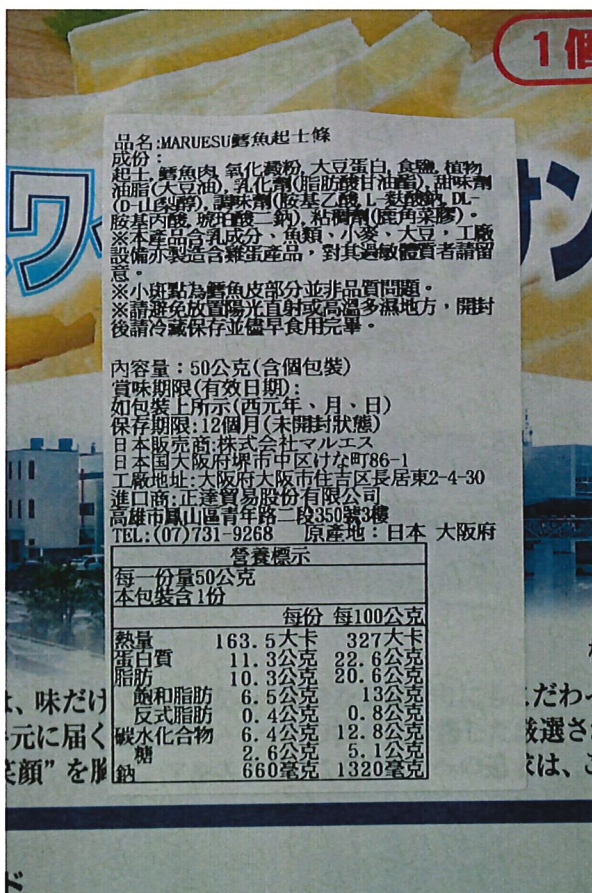 1個
ワ
サン
品名:MARUESU鱈魚起士條
成份：
起士, 鱈魚肉, 氧化澱粉, 大豆蛋白, 食鹽, 植物
油脂(大豆油), 乳化劑(脂肪酸甘油酯), 甜味劑
(D-山梨醇), 調味劑(胺基乙酸, L-麩酸鈉, DL-
胺基丙酸, 琥珀酸二鈉), 粘稠劑(鹿角菜膠)。
※本產品含乳成分、魚類、小麥、大豆，工廠
設備亦製造含雞蛋產品，對其過敏體質者請留
意。
※小斑點為鱈魚皮部分並非品質問題。
※請避免放置陽光直射或高溫多濕地方，開封
後請冷藏保存並儘早食用完畢。
內容量：50公克(含個包裝)
賞味期限(有效日期):
如包裝上所示(西元年、月、日)
保存期限:12個月(未開封狀態)
日本販売商:株式会社マルエス
日本国大阪府堺市中区けな町86-1
工廠地址:大阪府大阪市住吉区長居東2-4-30
進口商:正達貿易股份有限公司
高雄市鳳山區青年路二段350號3樓
TEL:(07)731-9268 原產地：日本 大阪府
營養標示
每一份量50公克
本包裝含1份
每份 每100公克
熱量 163.5大卡 327大卡
蛋白質 11.3公克 22.6公克
脂肪 10.3公克 20.6公克
飽和脂肪 6.5公克 13公克
反式脂肪 0.4公克 0.8公克
碳水化合物 6.4公克 12.8公克
糖 2.6公克 5.1公克
鈉 660毫克 1320毫克
は、味だけ こだわ
元に届く 厳選さ
笑顔” を胸 求は、こ
ド